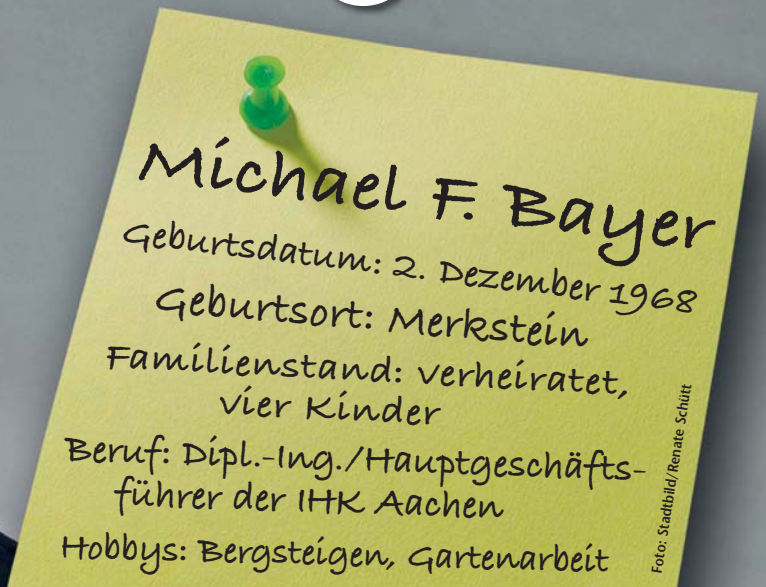 Michael F. Bayer
Geburtsdatum: 2. Dezember 1968
Geburtsort: Merkstein
Familienstand: verheiratet,
vier Kinder
Beruf: Dipl.-Ing./Hauptgeschäfts-
führer der IHK Aachen
Hobbys: Bergsteigen, Gartenarbeit
Foto: Stadtbild/Renate Schütt